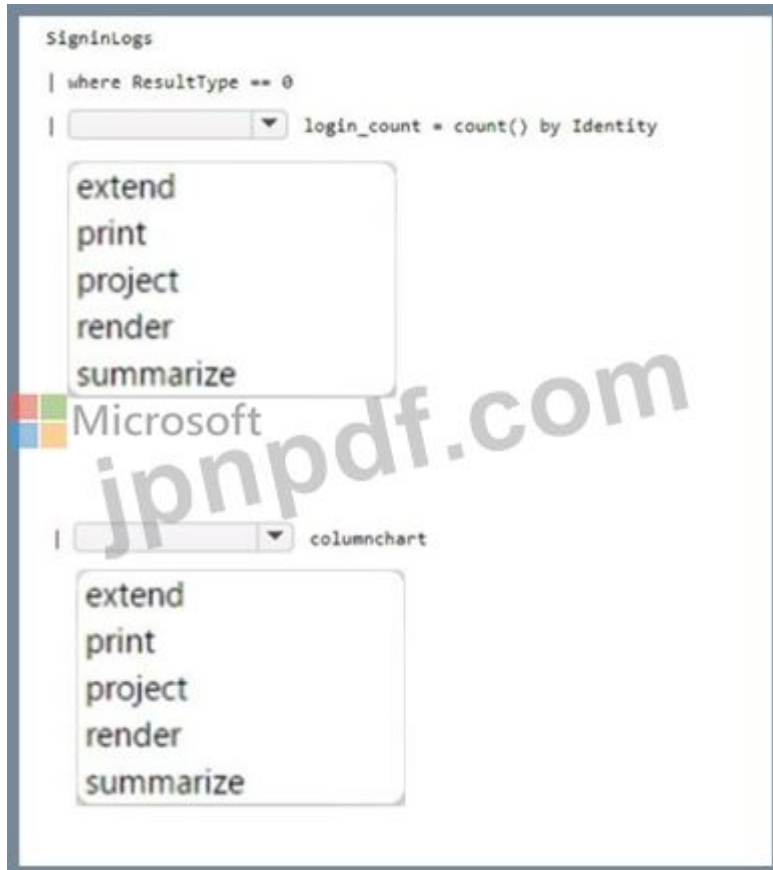 SigninLogs
| where ResultType == 0
| login_count = count() by Identity
extend
print
project
render
summarize
Microsoft
jpnpdf.com
| columnchart
extend
print
project
render
summarize